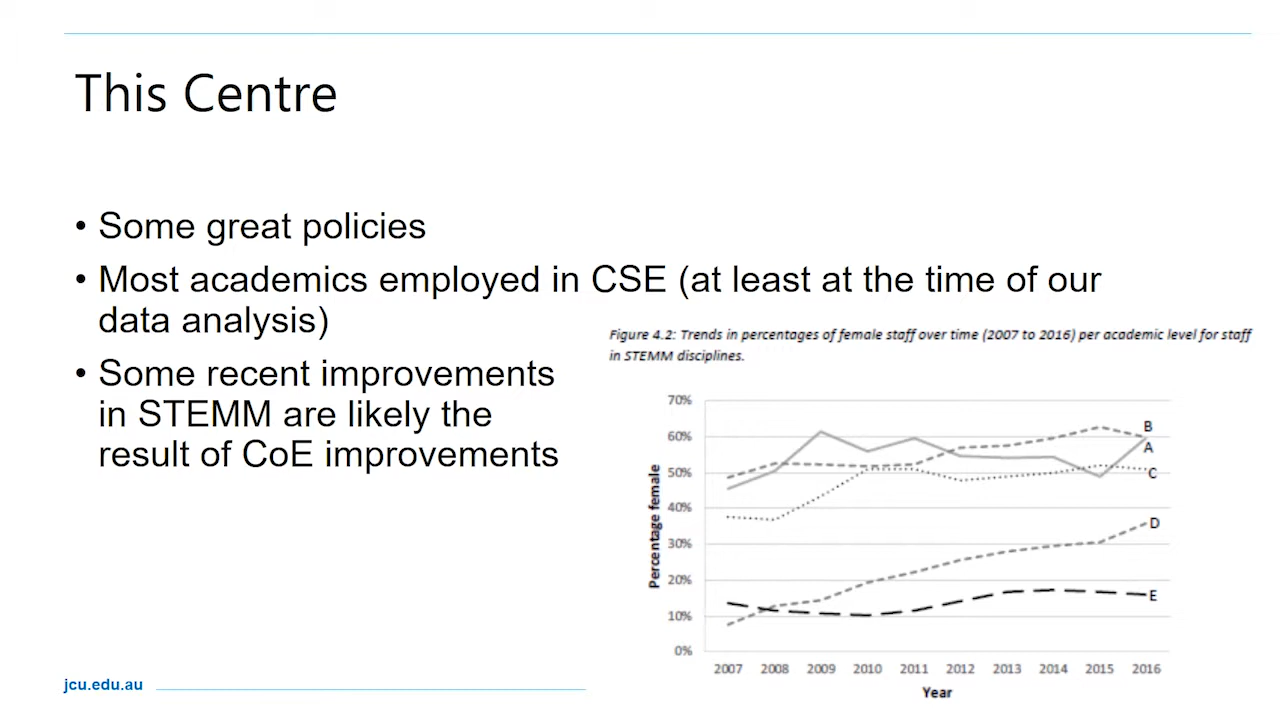 This Centre
• Some great policies
• Most academics employed in CSE (at least at the time of our
data analysis)
• Some recent improvements
in STEMM are likely the
result of CoE improvements
Figure 4.2: Trends in percentages of female staff over time (2007 to 2016) per academic level for staff
in STEMM disciplines.
70%
60%
50%
40%
30%
20%
10%
0%
Percentage female
B
A
C
D
E
2007 2008 2009 2010 2011 2012 2013 2014 2015 2016
Year
jcu.edu.au